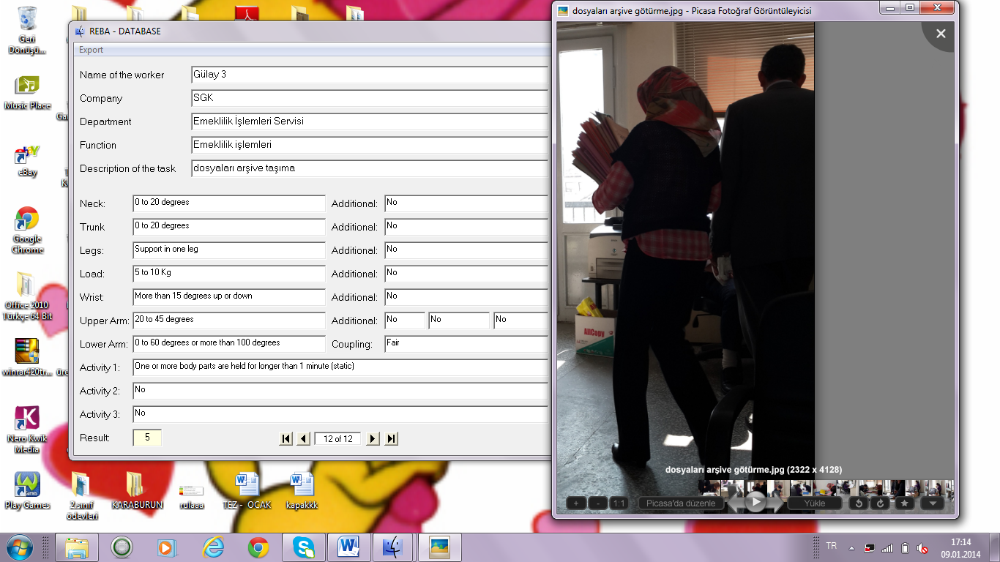 Geri
Dönüşü...
Music Place
eBay
Google
Chrome
Office 2010
Türkçe 64 Bit
winrar420tr...
Nero Kwik
Media
Play Games
REBA - DATABASE
Export
Name of the worker Gülay 3
Company SGK
Department Emeklilik İşlemleri Servisi
Function Emeklilik işlemleri
Description of the task dosyaları arşive taşıma
Neck: 0 to 20 degrees Additional: No
Trunk: 0 to 20 degrees Additional: No
Legs: Support in one leg Additional: No
Load: 5 to 10 Kg Additional: No
Wrist: More than 15 degrees up or down Additional: No
Upper Arm: 20 to 45 degrees Additional: No No No
Lower Arm: 0 to 60 degrees or more than 100 degrees Coupling: Fair
Activity 1: One or more body parts are held for longer than 1 minute (static)
Activity 2: No
Activity 3: No
Result: 5 12 of 12
2.sınıf
ödevleri
KARABURUN
rulaaa
TEZ - OCAK
kapakkk
dosyaları arşive götürme.jpg - Picasa Fotoğraf Görüntüleyicisi
AllCopy
dosyaları arşive götürme.jpg (2322 x 4128)
+ - 1:1 Picasa'da düzenle Yükle
TR
17:14
09.01.2014